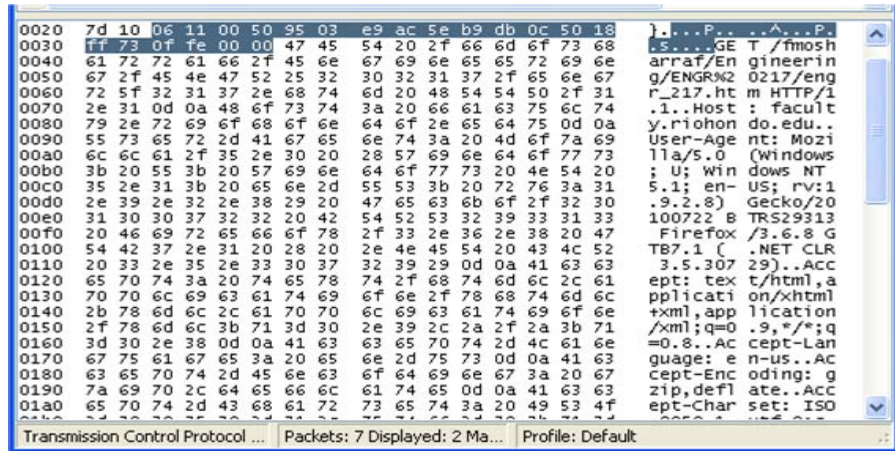 0020 7d 10 06 11 00 50 95 03 e9 ac 5e b9 db 0c 50 18 }....P.. ..^...P.
0030 ff 73 0f fe 00 00 47 45 54 20 2f 66 6d 6f 73 68 .s....GE T /fmosh
0040 61 72 72 61 66 2f 45 6e 67 69 6e 65 65 72 69 6e arraf/En gineerin
0050 67 2f 45 4e 47 52 25 32 30 32 31 37 2f 65 6e 67 g/ENGR%2 0217/eng
0060 72 5f 32 31 37 2e 68 74 6d 20 48 54 54 50 2f 31 r_217.ht m HTTP/1
0070 2e 31 0d 0a 48 6f 73 74 3a 20 66 61 63 75 6c 74 .1..Host : facult
0080 79 2e 72 69 6f 68 6f 6e 64 6f 2e 65 64 75 0d 0a y.riohon do.edu..
0090 55 73 65 72 2d 41 67 65 6e 74 3a 20 4d 6f 7a 69 User-Age nt: Mozi
00a0 6c 6c 61 2f 35 2e 30 20 28 57 69 6e 64 6f 77 73 lla/5.0 (Windows
00b0 3b 20 55 3b 20 57 69 6e 64 6f 77 73 20 4e 54 20 ; U; Win dows NT
00c0 35 2e 31 3b 20 65 6e 2d 55 53 3b 20 72 76 3a 31 5.1; en- US; rv:1
00d0 2e 39 2e 32 2e 38 29 20 47 65 63 6b 6f 2f 32 30 .9.2.8) Gecko/20
00e0 31 30 30 37 32 32 20 42 54 52 53 32 39 33 31 33 100722 B TRS29313
00f0 20 46 69 72 65 66 6f 78 2f 33 2e 36 2e 38 20 47 Firefox /3.6.8 G
0100 54 42 37 2e 31 20 28 20 2e 4e 45 54 20 43 4c 52 TB7.1 ( .NET CLR
0110 20 33 2e 35 2e 33 30 37 32 39 29 0d 0a 41 63 63 3.5.307 29)..Acc
0120 65 70 74 3a 20 74 65 78 74 2f 68 74 6d 6c 2c 61 ept: tex t/html,a
0130 70 70 6c 69 63 61 74 69 6f 6e 2f 78 68 74 6d 6c pplicati on/xhtml
0140 2b 78 6d 6c 2c 61 70 70 6c 69 63 61 74 69 6f 6e +xml,app lication
0150 2f 78 6d 6c 3b 71 3d 30 2e 39 2c 2a 2f 2a 3b 71 /xml;q=0 .9,*/*;q
0160 3d 30 2e 38 0d 0a 41 63 63 65 70 74 2d 4c 61 6e =0.8..Ac cept-Lan
0170 67 75 61 67 65 3a 20 65 6e 2d 75 73 0d 0a 41 63 guage: e n-us..Ac
0180 63 65 70 74 2d 45 6e 63 6f 64 69 6e 67 3a 20 67 cept-Enc oding: g
0190 7a 69 70 2c 64 65 66 6c 61 74 65 0d 0a 41 63 63 zip,defl ate..Acc
01a0 65 70 74 2d 43 68 61 72 73 65 74 3a 20 49 53 4f ept-Char set: ISO
Transmission Control Protocol ... Packets: 7 Displayed: 2 Ma... Profile: Default